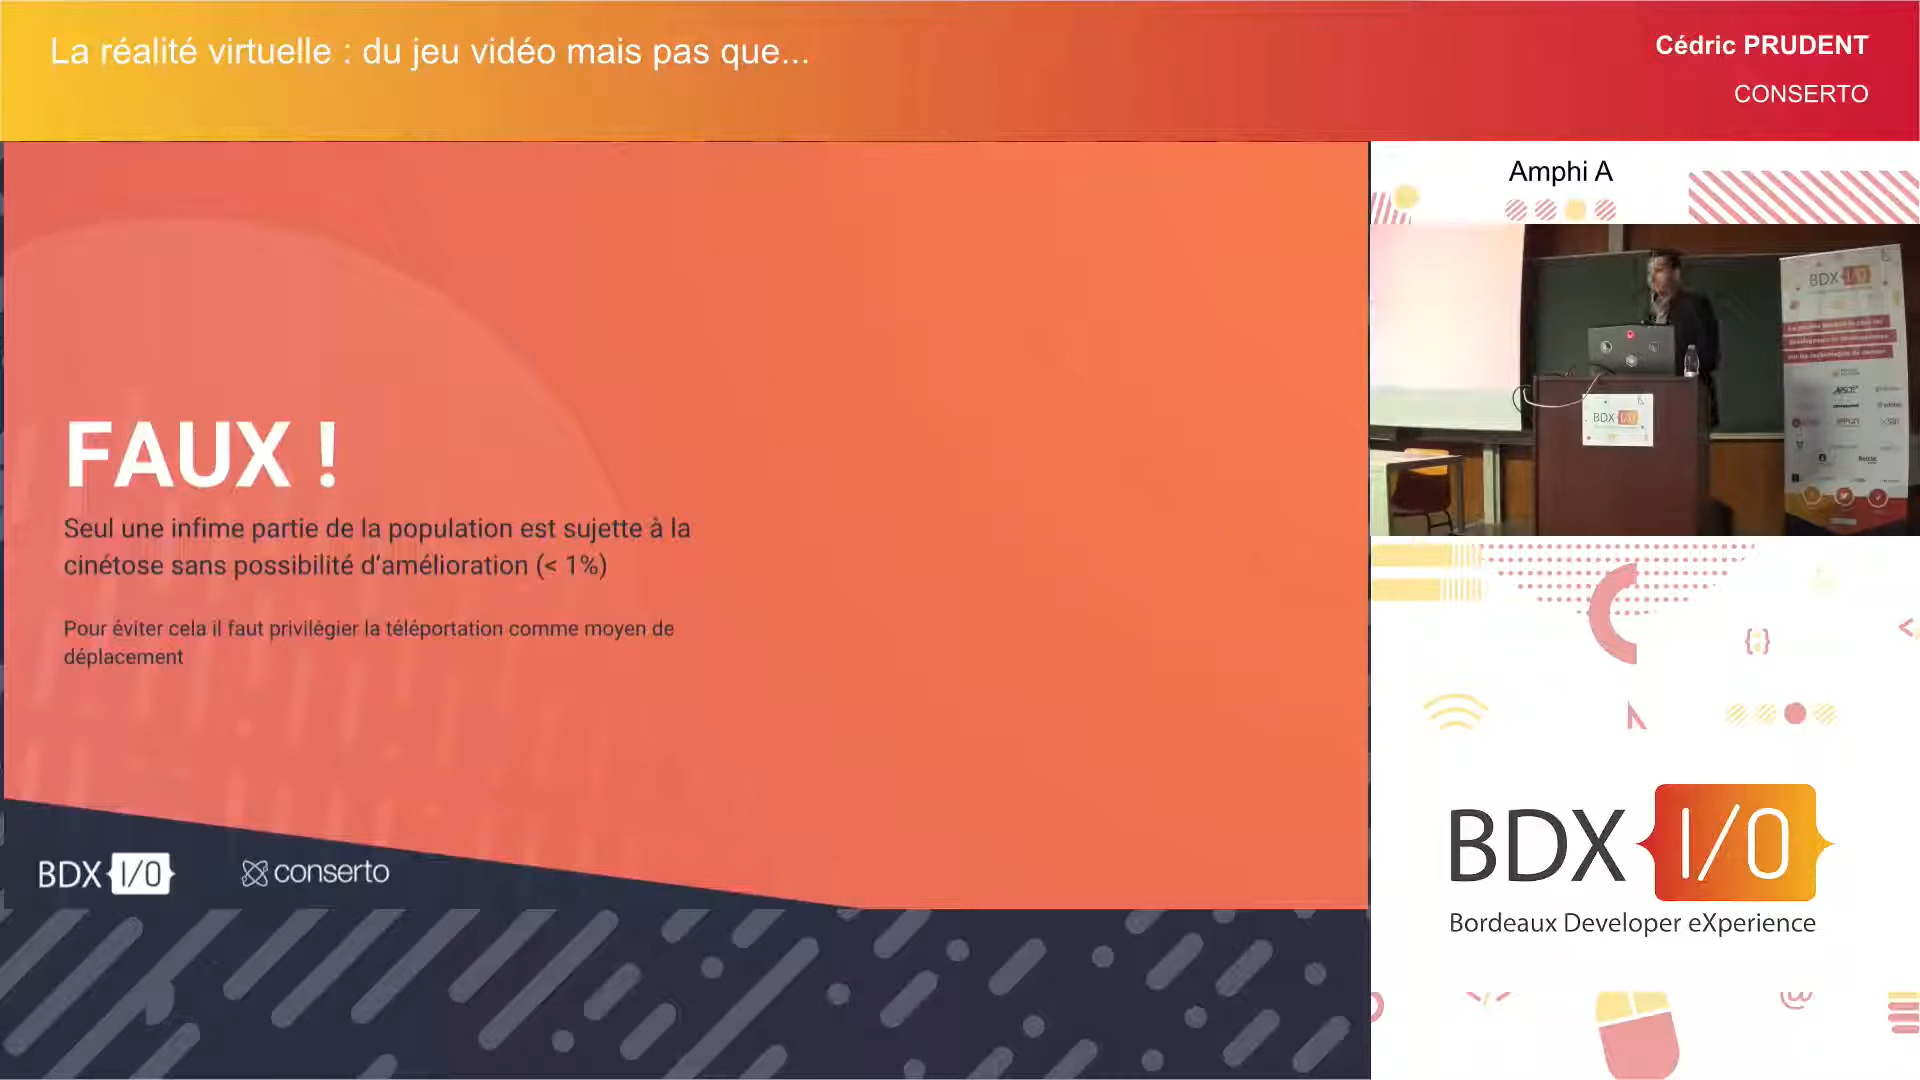 La réalité virtuelle : du jeu vidéo mais pas que...
Cédric PRUDENT
CONSERTO
Amphi A
FAUX !
Seul une infime partie de la population est sujette à la
cinétose sans possibilité d'amélioration (< 1%)
Pour éviter cela il faut privilégier la téléportation comme moyen de
déplacement
BDX I/O
conserto
BDX I/O
BDX I/O
BDX I/O
Bordeaux Developer eXperience